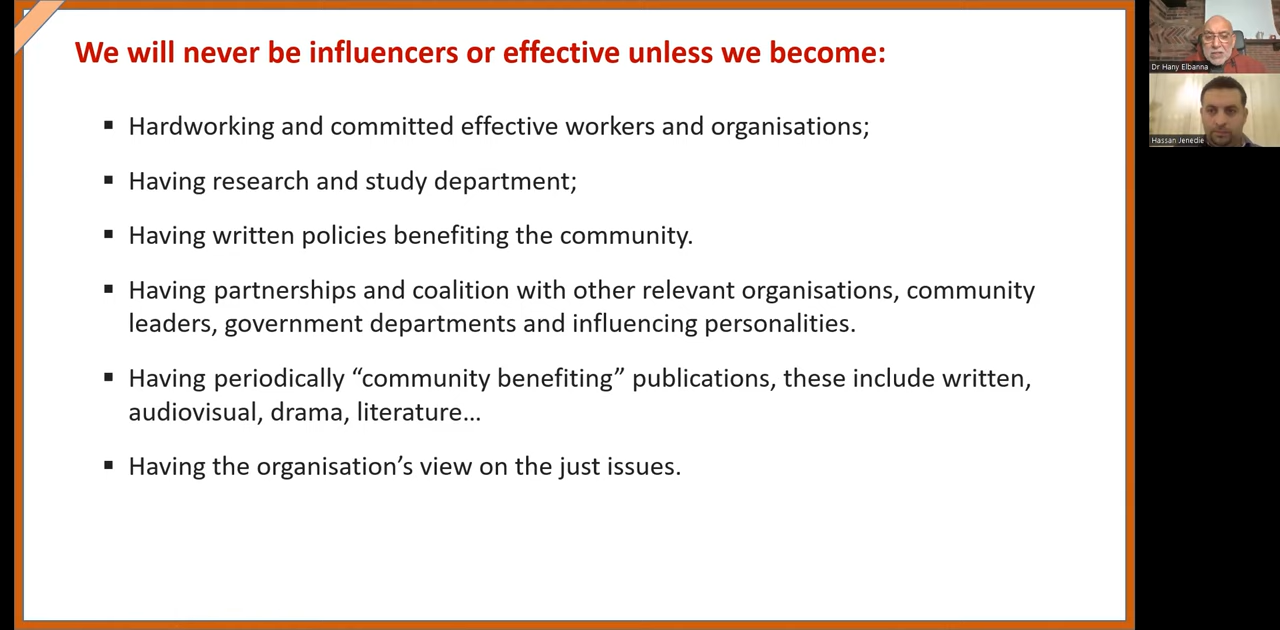 We will never be influencers or effective unless we become:
▪ Hardworking and committed effective workers and organisations;
▪ Having research and study department;
▪ Having written policies benefiting the community.
▪ Having partnerships and coalition with other relevant organisations, community
leaders, government departments and influencing personalities.
▪ Having periodically “community benefiting” publications, these include written,
audiovisual, drama, literature…
▪ Having the organisation’s view on the just issues.
Dr Hany Elbanna
Hassan Jenedie